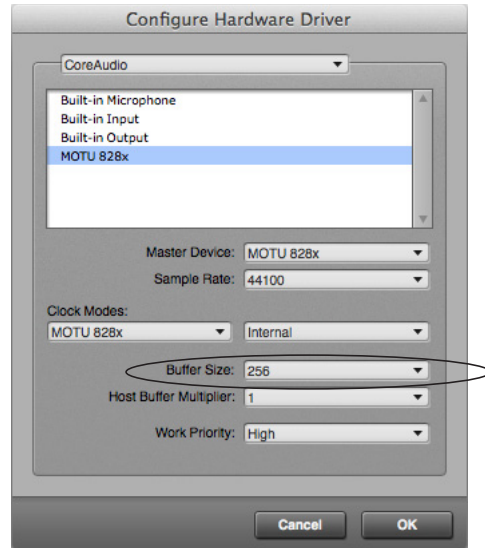 Configure Hardware Driver
CoreAudio
Built-in Microphone
Built-in Input
Built-in Output
MOTU 828x
Master Device: MOTU 828x
Sample Rate: 44100
Clock Modes:
MOTU 828x Internal
Buffer Size: 256
Host Buffer Multiplier: 1
Work Priority: High
Cancel OK